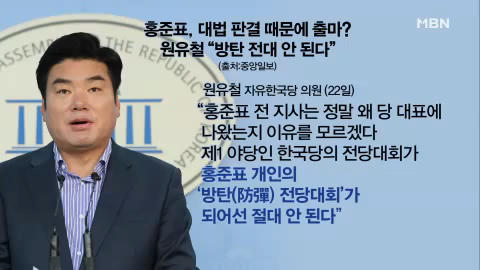 MBN
홍준표, 대법 판결 때문에 출마?
원유철 “방탄 전대 안 된다”
(출처:중앙일보)
원유철 자유한국당 의원 (22일)
“홍준표 전 지사는 정말 왜 당 대표에
나왔는지 이유를 모르겠다
제1 야당인 한국당의 전당대회가
홍준표 개인의
‘방탄(防彈) 전당대회’가
되어선 절대 안 된다”
ASSEMBLY
THE REPUBLIC